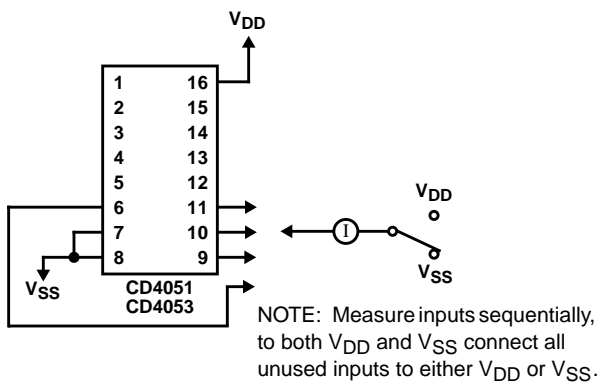 VDD
1 16
2 15
3 14
4 13
5 12
6 11
7 10
8 9
VSS
CD4051
CD4053
I
VDD
VSS
NOTE: Measure inputs sequentially,
to both VDD and VSS connect all
unused inputs to either VDD or VSS.